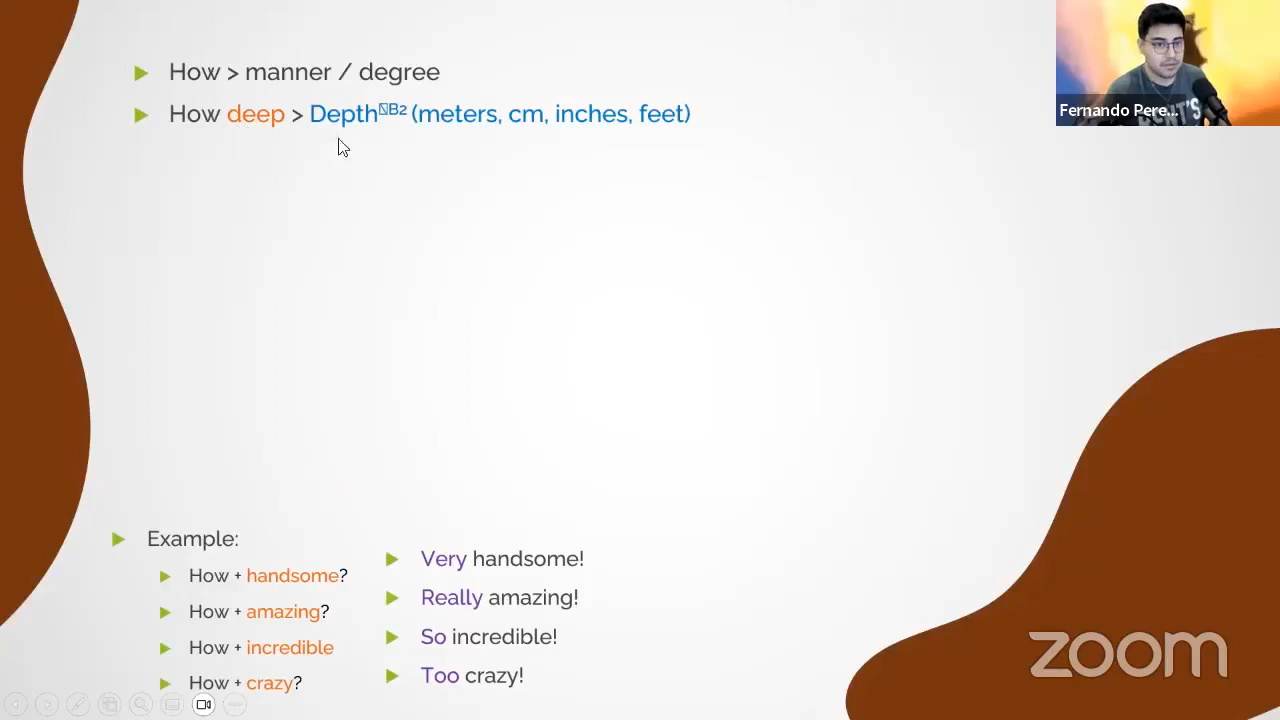 How > manner / degree
How deep > Depth B2 (meters, cm, inches, feet)
Fernando Pere...
Example:
How + handsome?
How + amazing?
How + incredible
How + crazy?
Very handsome!
Really amazing!
So incredible!
Too crazy!
zoom